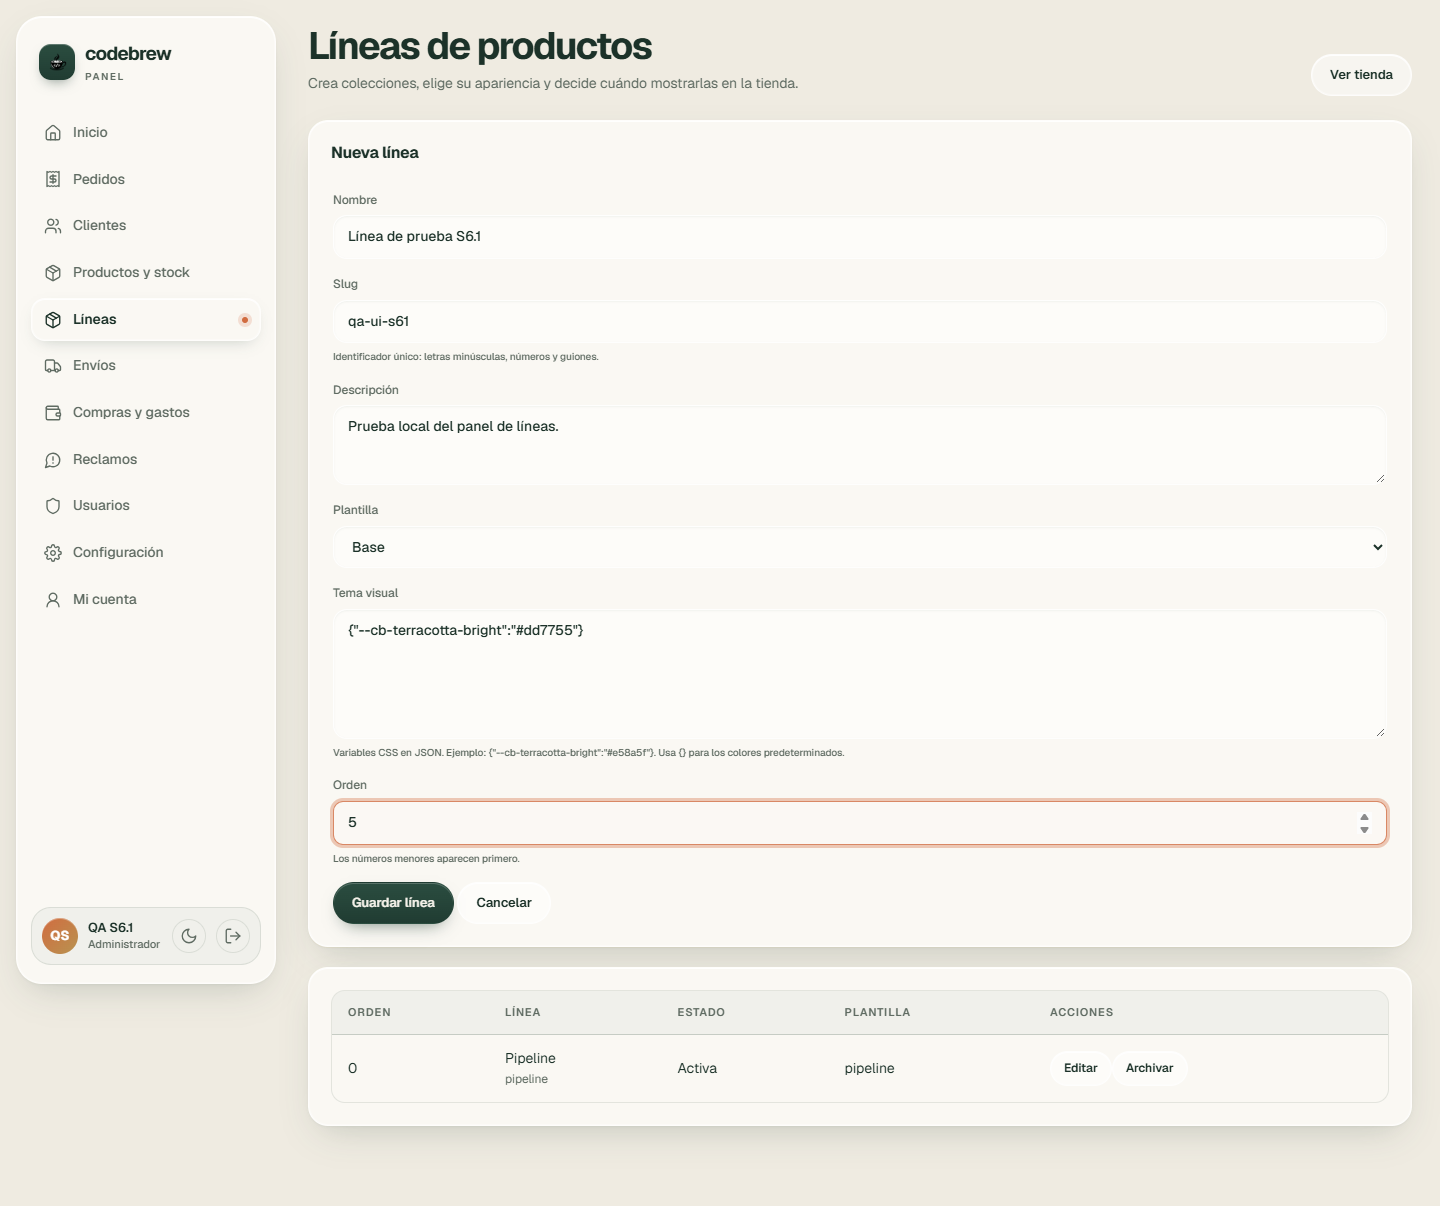 codebrew
PANEL
Inicio
Pedidos
Clientes
Productos y stock
Líneas
Envíos
Compras y gastos
Reclamos
Usuarios
Configuración
Mi cuenta
QS
QA S6.1
Administrador
Líneas de productos
Crea colecciones, elige su apariencia y decide cuándo mostrarlas en la tienda.
Ver tienda
Nueva línea
Nombre
Línea de prueba S6.1
Slug
qa-ui-s61
Identificador único: letras minúsculas, números y guiones.
Descripción
Prueba local del panel de líneas.
Plantilla
Base
Tema visual
{"--cb-terracotta-bright":"#dd7755"}
Variables CSS en JSON. Ejemplo: {"--cb-terracotta-bright":"#e58a5f"}. Usa {} para los colores predeterminados.
Orden
5
Los números menores aparecen primero.
Guardar línea Cancelar
ORDEN LÍNEA ESTADO PLANTILLA ACCIONES
0 Pipeline Activa pipeline Editar Archivar
pipeline